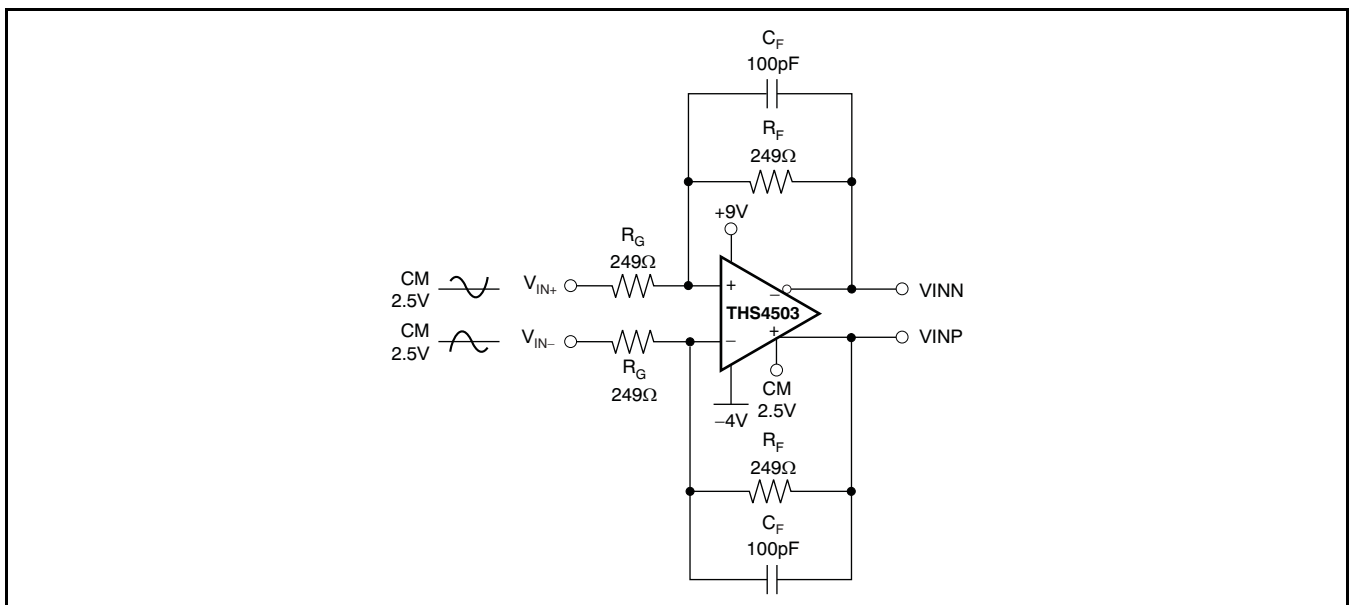 C_F
100pF
R_F
249Ω
+9V
R_G
249Ω
CM
2.5V
V_IN+
+
−
VINN
THS4503
CM
2.5V
V_IN−
−
+
VINP
R_G
249Ω
CM
2.5V
−4V
R_F
249Ω
C_F
100pF